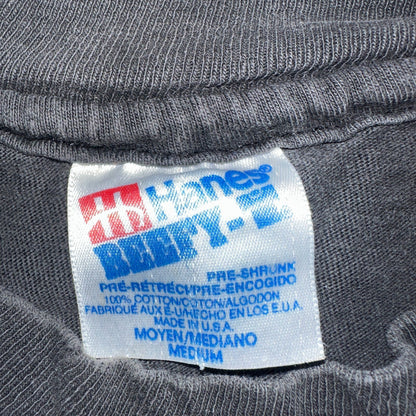 Hanes®
BEEFY-T®
PRE-SHRUNK
PRÉ-RÉTRÉCI/PRE-ENCOGIDO
100% COTTON/COTON/ALGODON
FABRIQUÉ AUX É-U/HECHO EN LOS E.U.A.
MADE IN U.S.A.
MOYEN/MEDIANO
MEDIUM